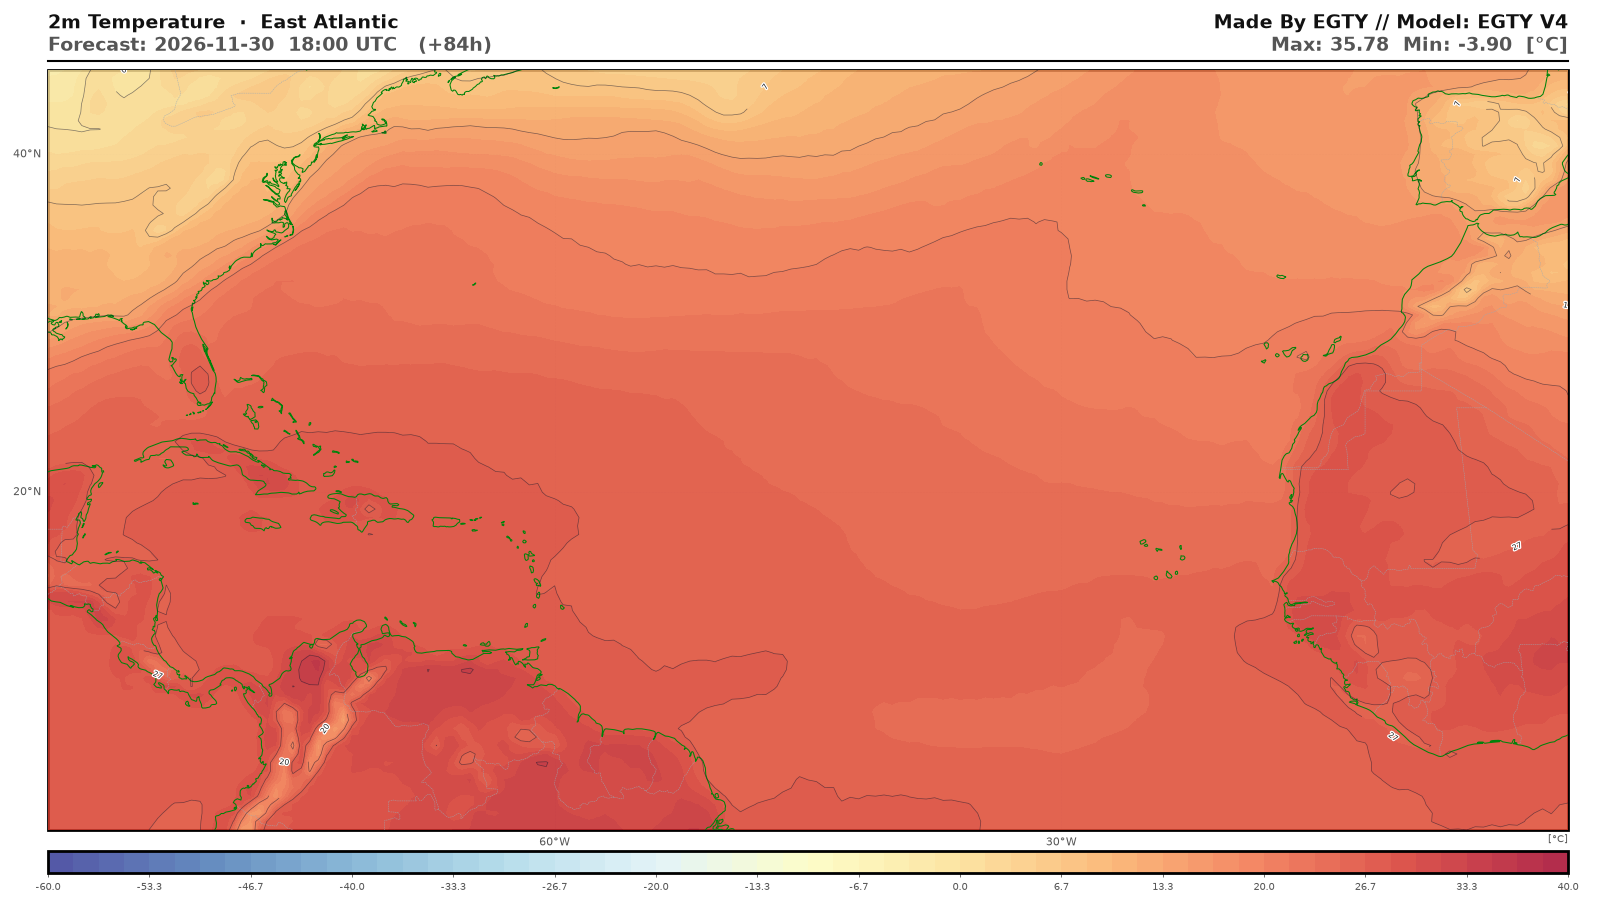 2m Temperature · East Atlantic
Made By EGTY // Model: EGTY V4
Forecast: 2026-11-30 18:00 UTC (+84h)
Max: 35.78 Min: -3.90 [°C]
7
7
40°N
7
20°N
27
27
20
27
20
60°W
30°W
[°C]
-60.0 -53.3 -46.7 -40.0 -33.3 -26.7 -20.0 -13.3 -6.7 0.0 6.7 13.3 20.0 26.7 33.3 40.0